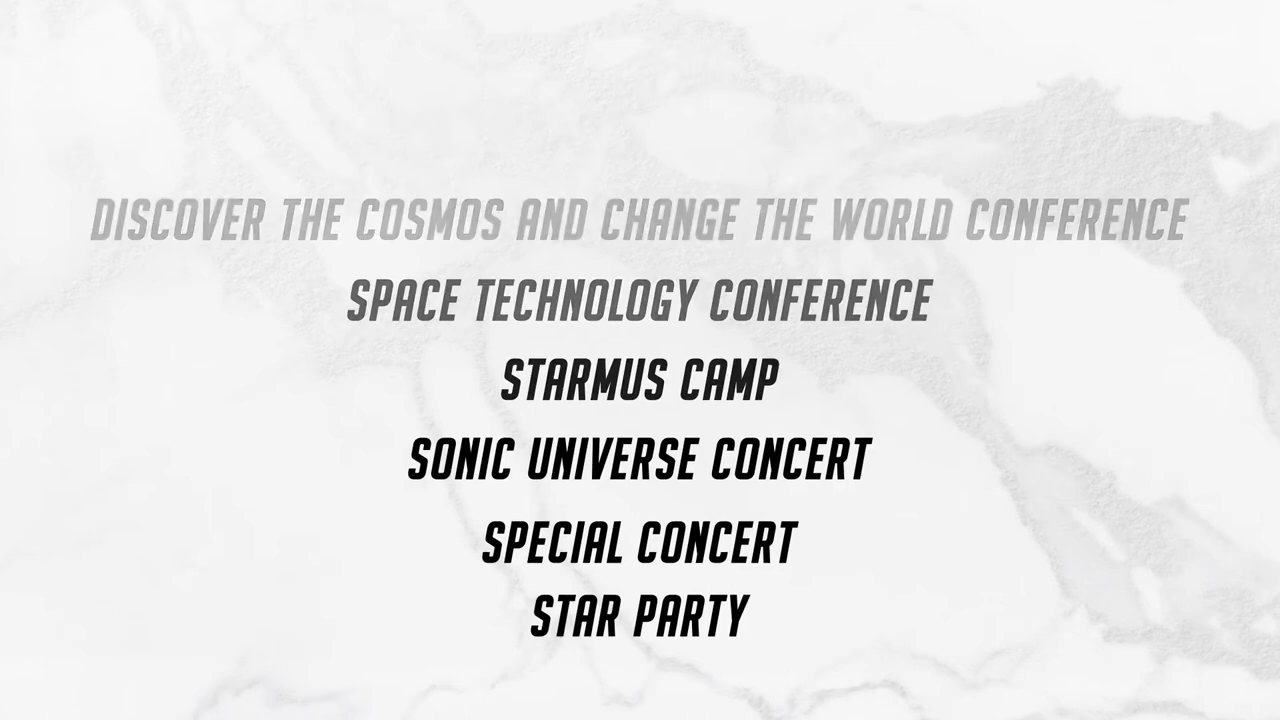 DISCOVER THE COSMOS AND CHANGE THE WORLD CONFERENCE
SPACE TECHNOLOGY CONFERENCE
STARMUS CAMP
SONIC UNIVERSE CONCERT
SPECIAL CONCERT
STAR PARTY